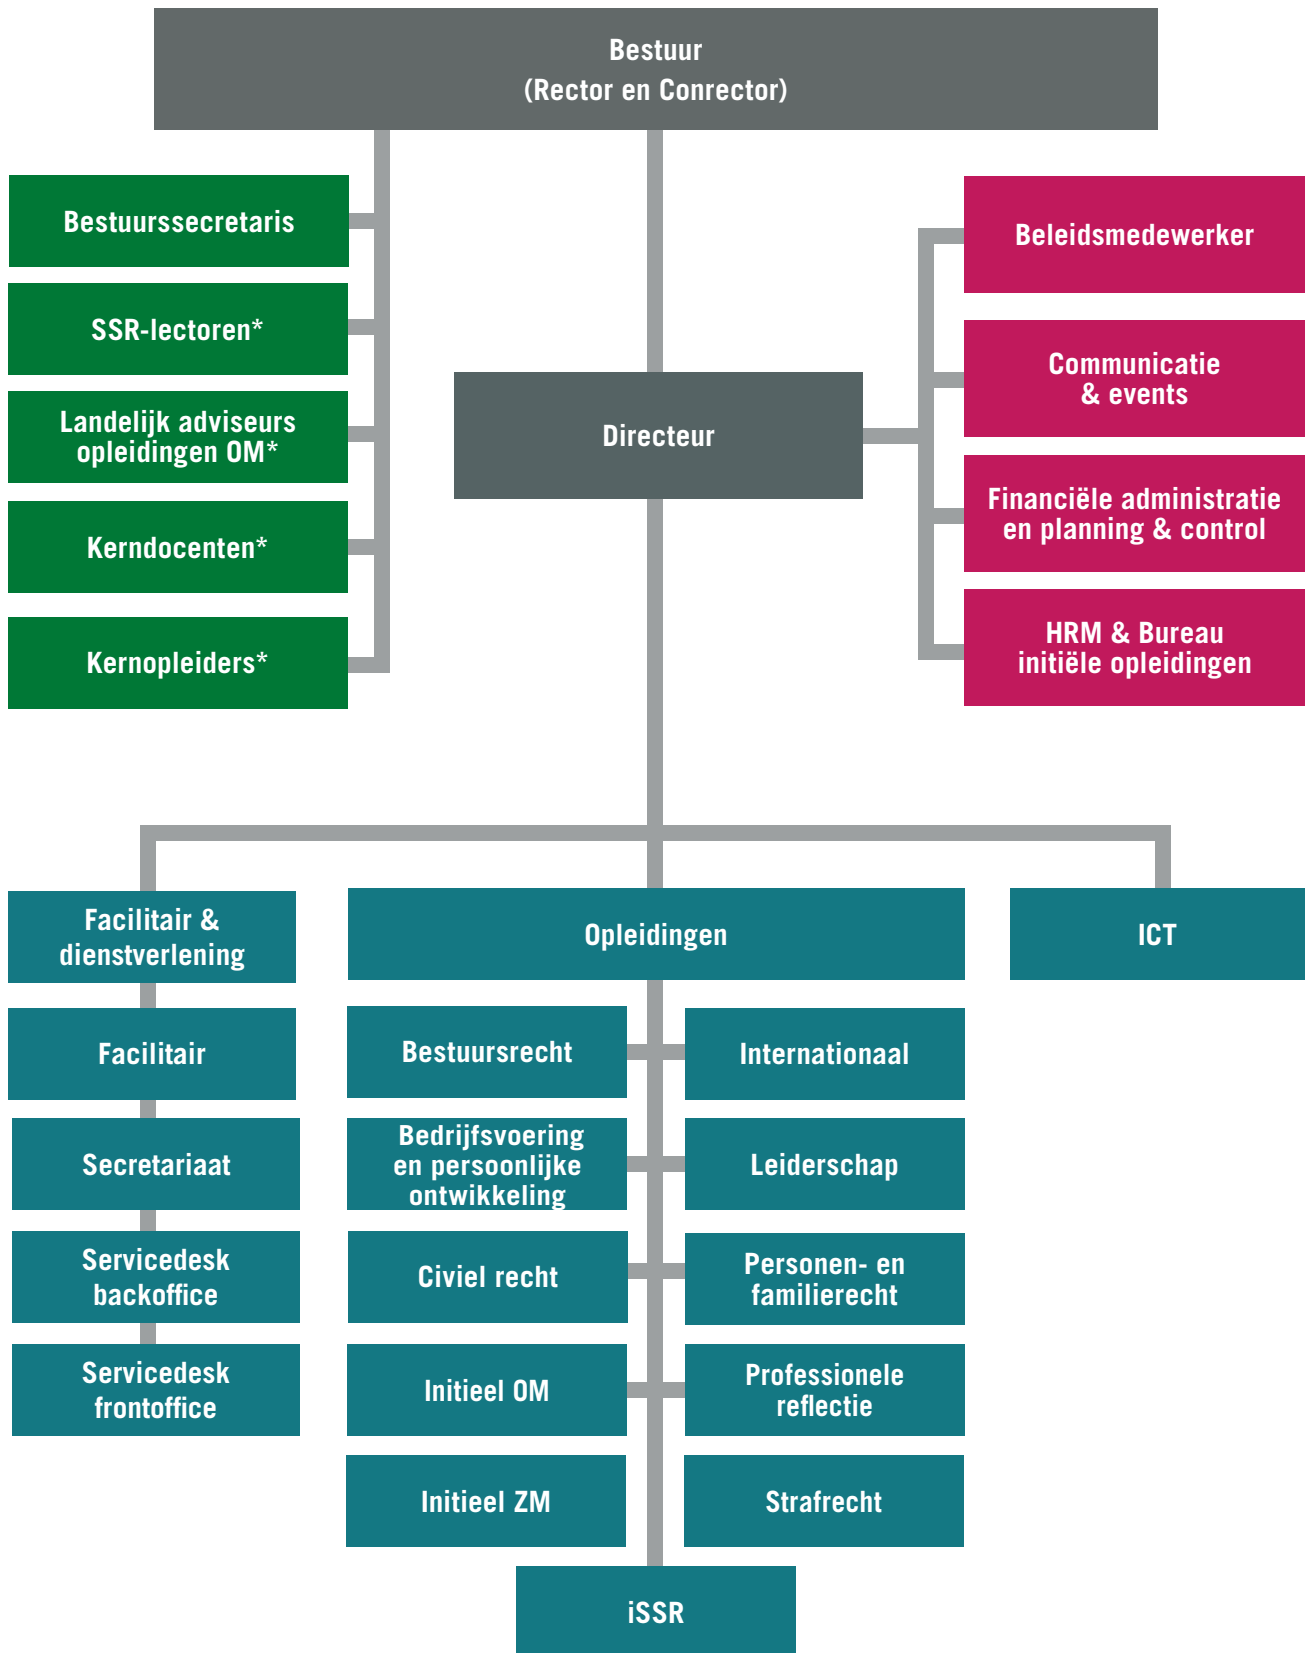 Bestuur
(Rector en Conrector)
Bestuurssecretaris
SSR-lectoren*
Landelijk adviseurs
opleidingen OM*
Kerndocenten*
Kernopleiders*
Directeur
Beleidsmedewerker
Communicatie
& events
Financiële administratie
en planning & control
HRM & Bureau
initiële opleidingen
Facilitair &
dienstverlening
Facilitair
Secretariaat
Servicedesk
backoffice
Servicedesk
frontoffice
Opleidingen
Bestuursrecht
Bedrijfsvoering
en persoonlijke
ontwikkeling
Civiel recht
Initieel OM
Initieel ZM
Internationaal
Leiderschap
Personen- en
familierecht
Professionele
reflectie
Strafrecht
iSSR
ICT